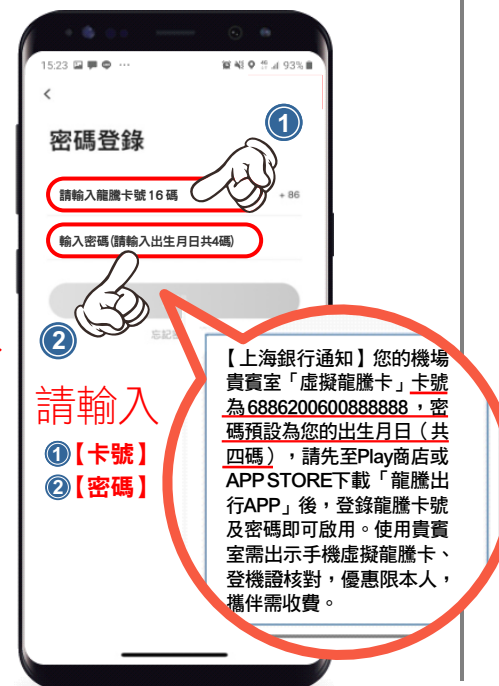 15:23
93%
密碼登錄
1
請輸入龍騰卡號16碼
+ 86
輸入密碼(請輸入出生月日共4碼)
2
請輸入
1【卡號】
2【密碼】
【上海銀行通知】您的機場
貴賓室「虛擬龍騰卡」卡號
為6886200600888888,密
碼預設為您的出生月日(共
四碼),請先至Play商店或
APP STORE下載「龍騰出
行APP」後,登錄龍騰卡號
及密碼即可啟用。使用貴賓
室需出示手機虛擬龍騰卡、
登機證核對,優惠限本人,
攜伴需收費。